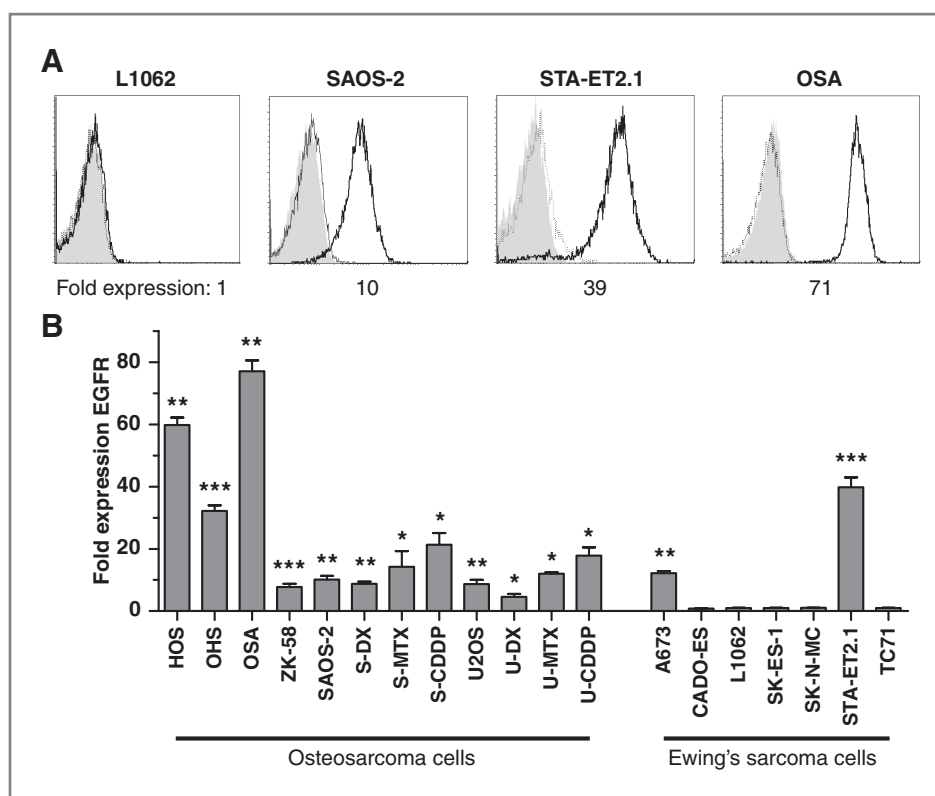 A
L1062 SAOS-2 STA-ET2.1 OSA
Fold expression: 1 10 39 71
B
Fold expression EGFR
80
60
40
20
0
** *** ** *** ** ** * * ** * * * ** ***
HOS OHS OSA ZK-58 SAOS-2 S-DX S-MTX S-CDDP U2OS U-DX U-MTX U-CDDP A673 CADO-ES L1062 SK-ES-1 SK-N-MC STA-ET2.1 TC71
Osteosarcoma cells Ewing's sarcoma cells